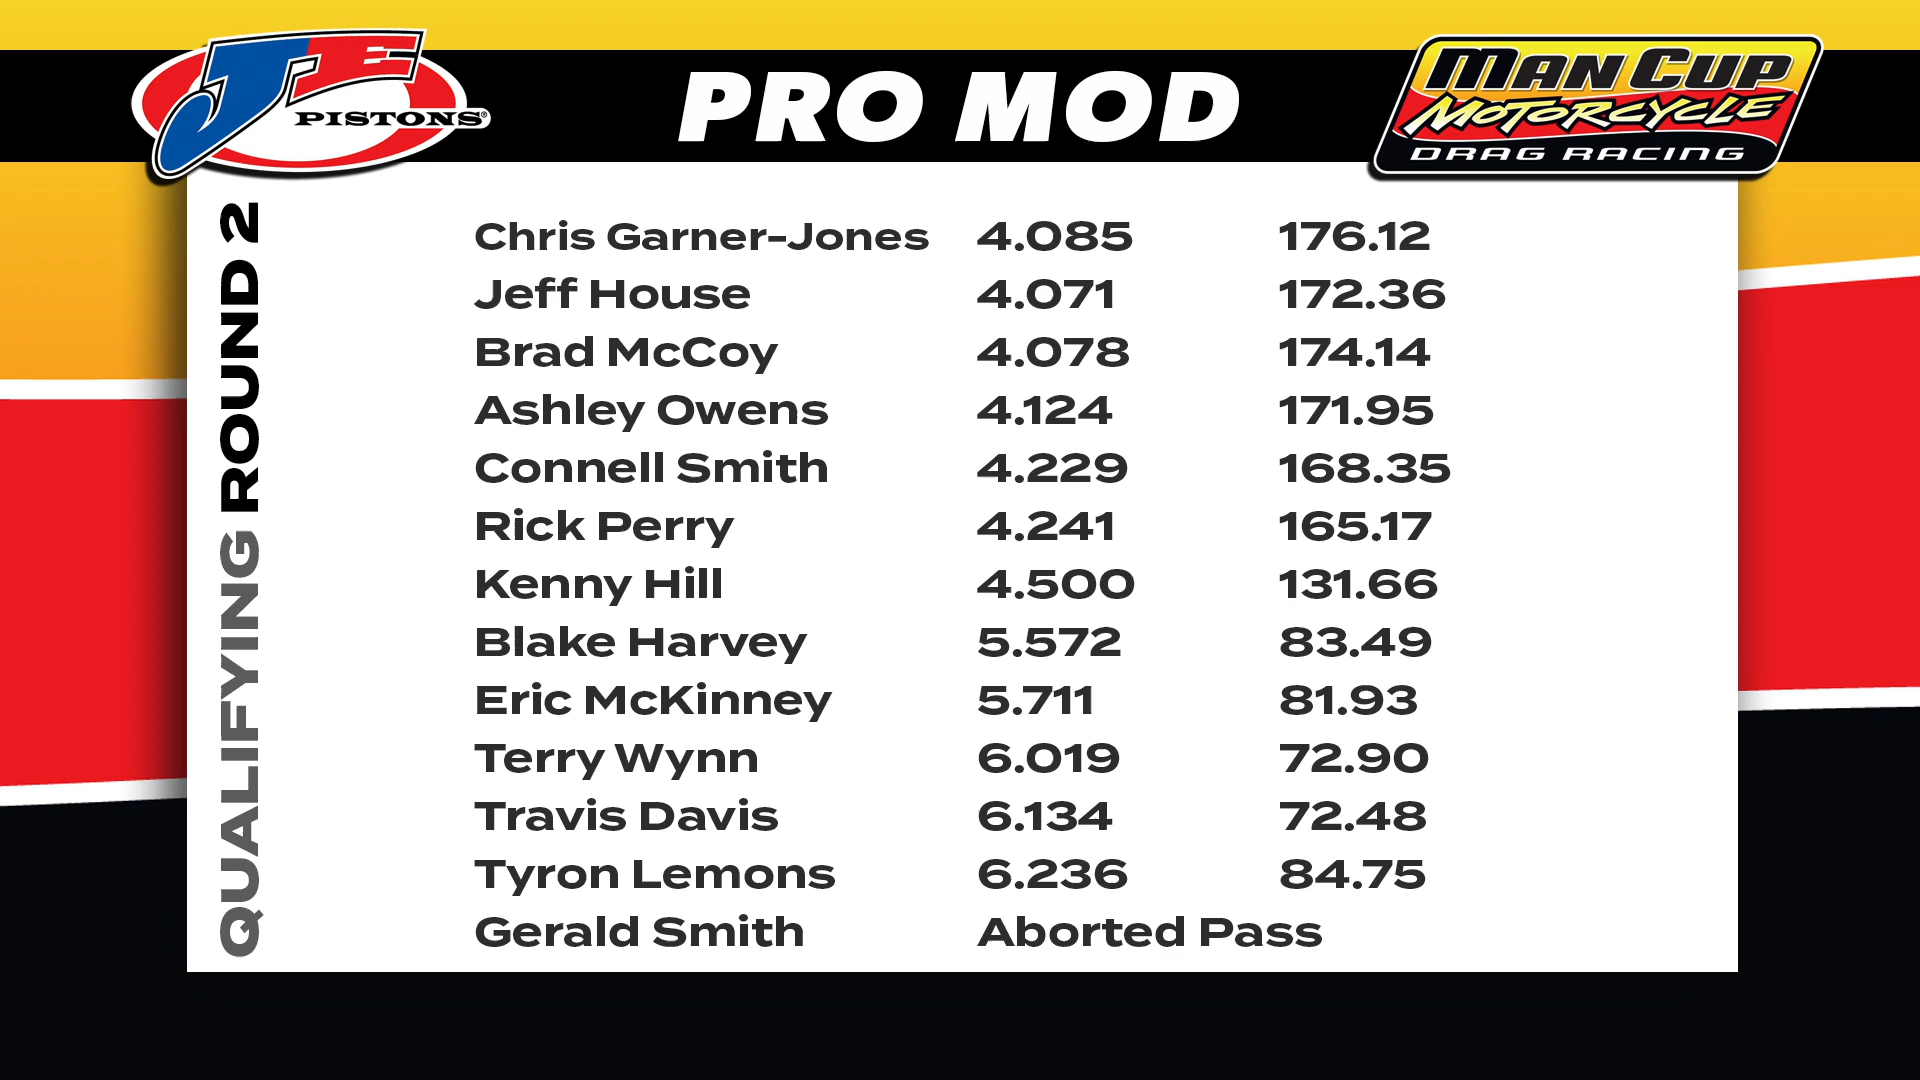 JE
PISTONS®
PRO MOD
MAN CUP
MOTORCYCLE
DRAG RACING
QUALIFYING ROUND 2
Chris Garner-Jones 4.085 176.12
Jeff House 4.071 172.36
Brad McCoy 4.078 174.14
Ashley Owens 4.124 171.95
Connell Smith 4.229 168.35
Rick Perry 4.241 165.17
Kenny Hill 4.500 131.66
Blake Harvey 5.572 83.49
Eric McKinney 5.711 81.93
Terry Wynn 6.019 72.90
Travis Davis 6.134 72.48
Tyron Lemons 6.236 84.75
Gerald Smith Aborted Pass